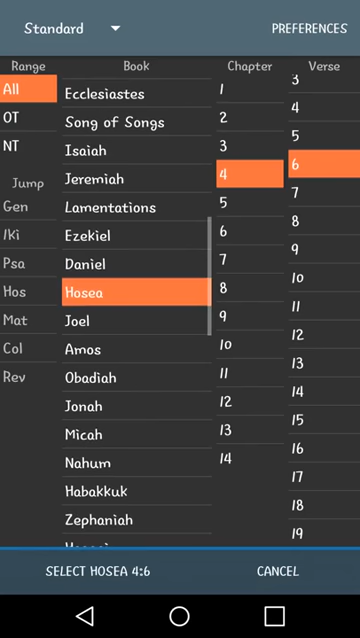 Standard
PREFERENCES
Range
Book
Chapter
Verse
All
OT
NT
Jump
Gen
1Ki
Psa
Hos
Mat
Col
Rev
Ecclesiastes
Song of Songs
Isaiah
Jeremiah
Lamentations
Ezekiel
Daniel
Hosea
Joel
Amos
Obadiah
Jonah
Micah
Nahum
Habakkuk
Zephaniah
1
2
3
4
5
6
7
8
9
10
11
12
13
14
3
4
5
6
7
8
9
10
11
12
13
14
15
16
17
18
19
SELECT HOSEA 4:6
CANCEL